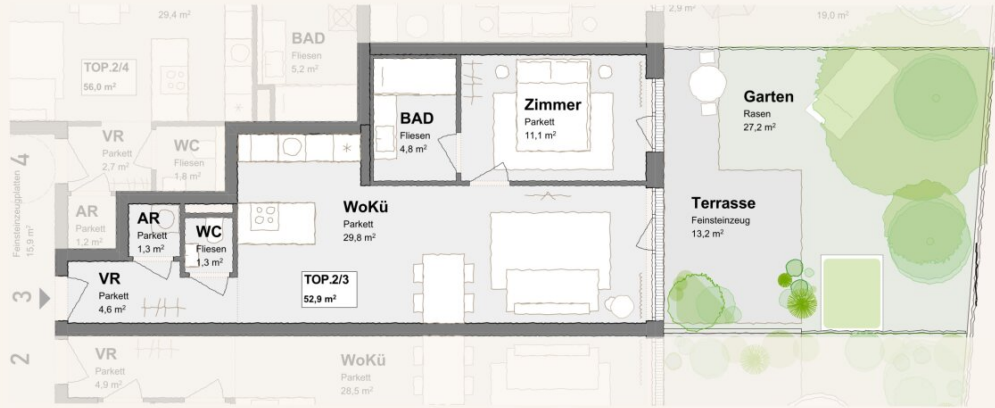 29,4 m²
2,9 m²
19,0 m²
BAD
Fliesen
5,2 m²
TOP.2/4
56,0 m²
VR
Parkett
2,7 m²
WC
Fliesen
1,8 m²
AR
Parkett
1,2 m²
4
Feinsteinzeugplatten
15,9 m²
BAD
Fliesen
4,8 m²
Zimmer
Parkett
11,1 m²
Garten
Rasen
27,2 m²
Terrasse
Feinsteinzeug
13,2 m²
WoKü
Parkett
29,8 m²
AR
Parkett
1,3 m²
WC
Fliesen
1,3 m²
VR
Parkett
4,6 m²
TOP.2/3
52,9 m²
3
2
VR
Parkett
4,9 m²
WoKü
Parkett
28,5 m²